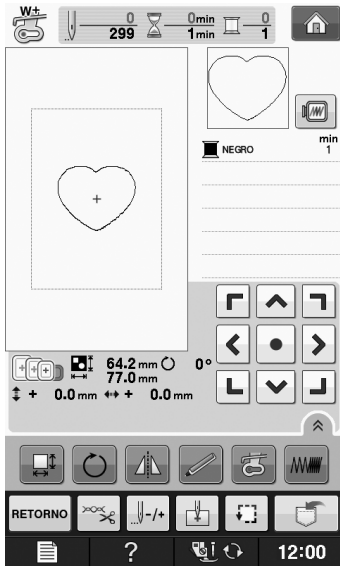 W+ 0 0min 0
299 1min 1
min
NEGRO 1
64.2 mm 0°
77.0 mm
+ 0.0 mm + 0.0 mm
RETORNO -/+
? 12:00